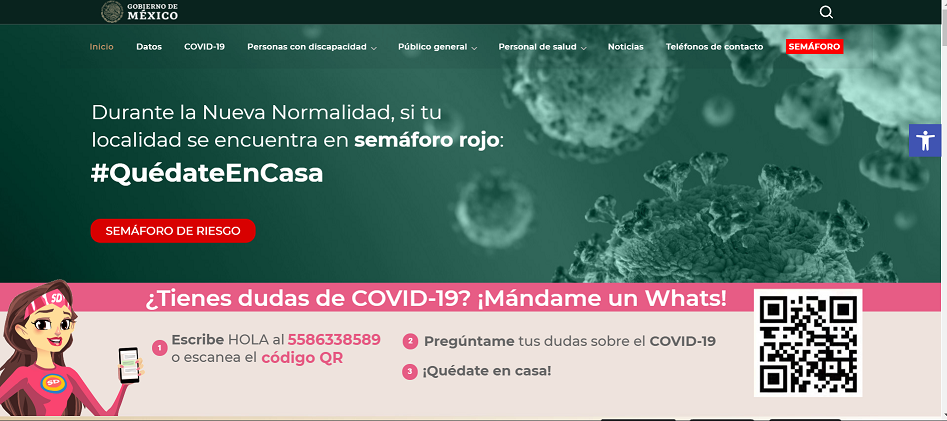 GOBIERNO DE
MÉXICO
Inicio Datos COVID-19 Personas con discapacidad Público general Personal de salud Noticias Teléfonos de contacto SEMÁFORO
Durante la Nueva Normalidad, si tu
localidad se encuentra en semáforo rojo:
#QuédateEnCasa
SEMÁFORO DE RIESGO
¿Tienes dudas de COVID-19? ¡Mándame un Whats!
SD
1 Escribe HOLA al 5586338589
o escanea el código QR
2 Pregúntame tus dudas sobre el COVID-19
3 ¡Quédate en casa!
SD